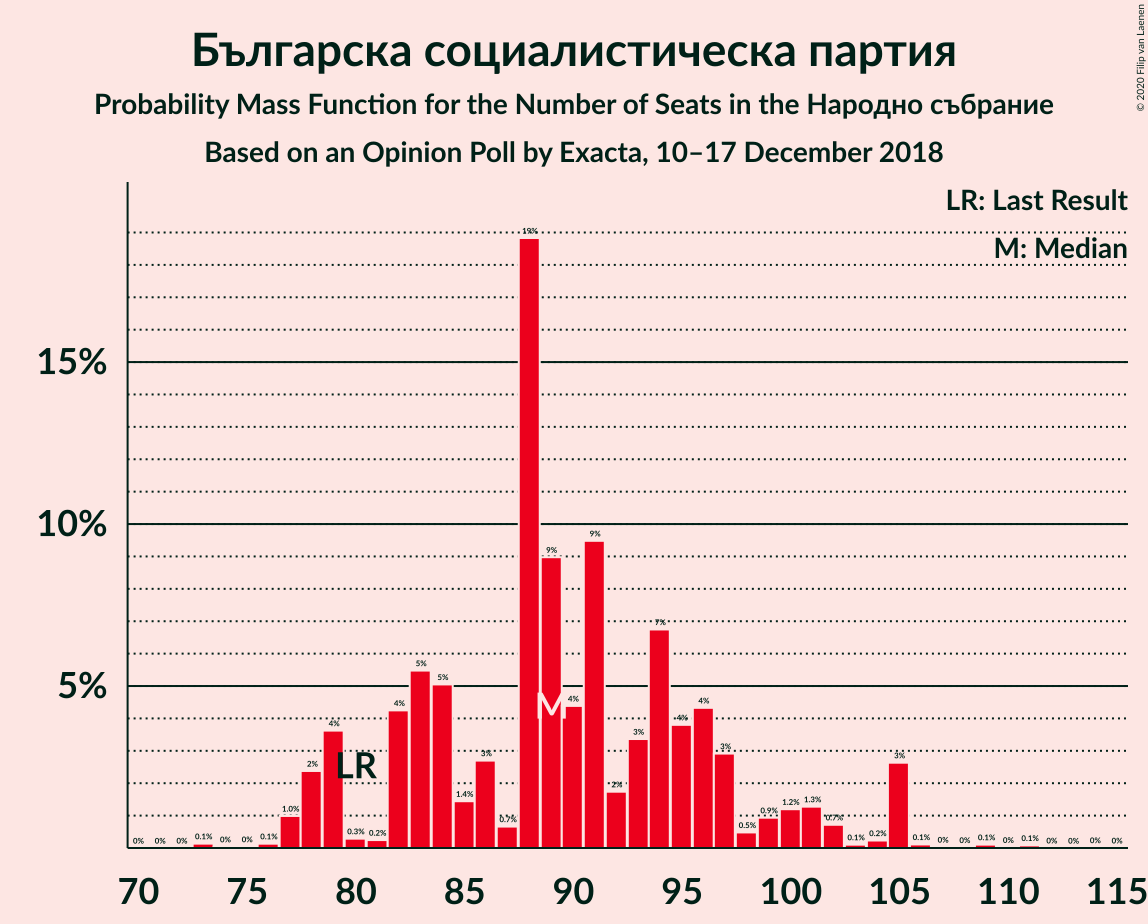 Българска социалистическа партия
Probability Mass Function for the Number of Seats in the Народно събрание
Based on an Opinion Poll by Exacta, 10–17 December 2018
© 2020 Filip van Laenen
LR: Last Result
M: Median
15%
10%
5%
0% 0% 0% 0.1% 0% 0% 0.1% 1.0% 2% 4% 0.3% 0.2% 4% 5% 5% 1.4% 3% 0.7% 19% 9% 4% 9% 2% 3% 7% 4% 4% 3% 0.5% 0.9% 1.2% 1.3% 0.7% 0.1% 0.2% 3% 0.1% 0% 0% 0.1% 0% 0.1% 0% 0% 0% 0%
LR
M
70 75 80 85 90 95 100 105 110 115